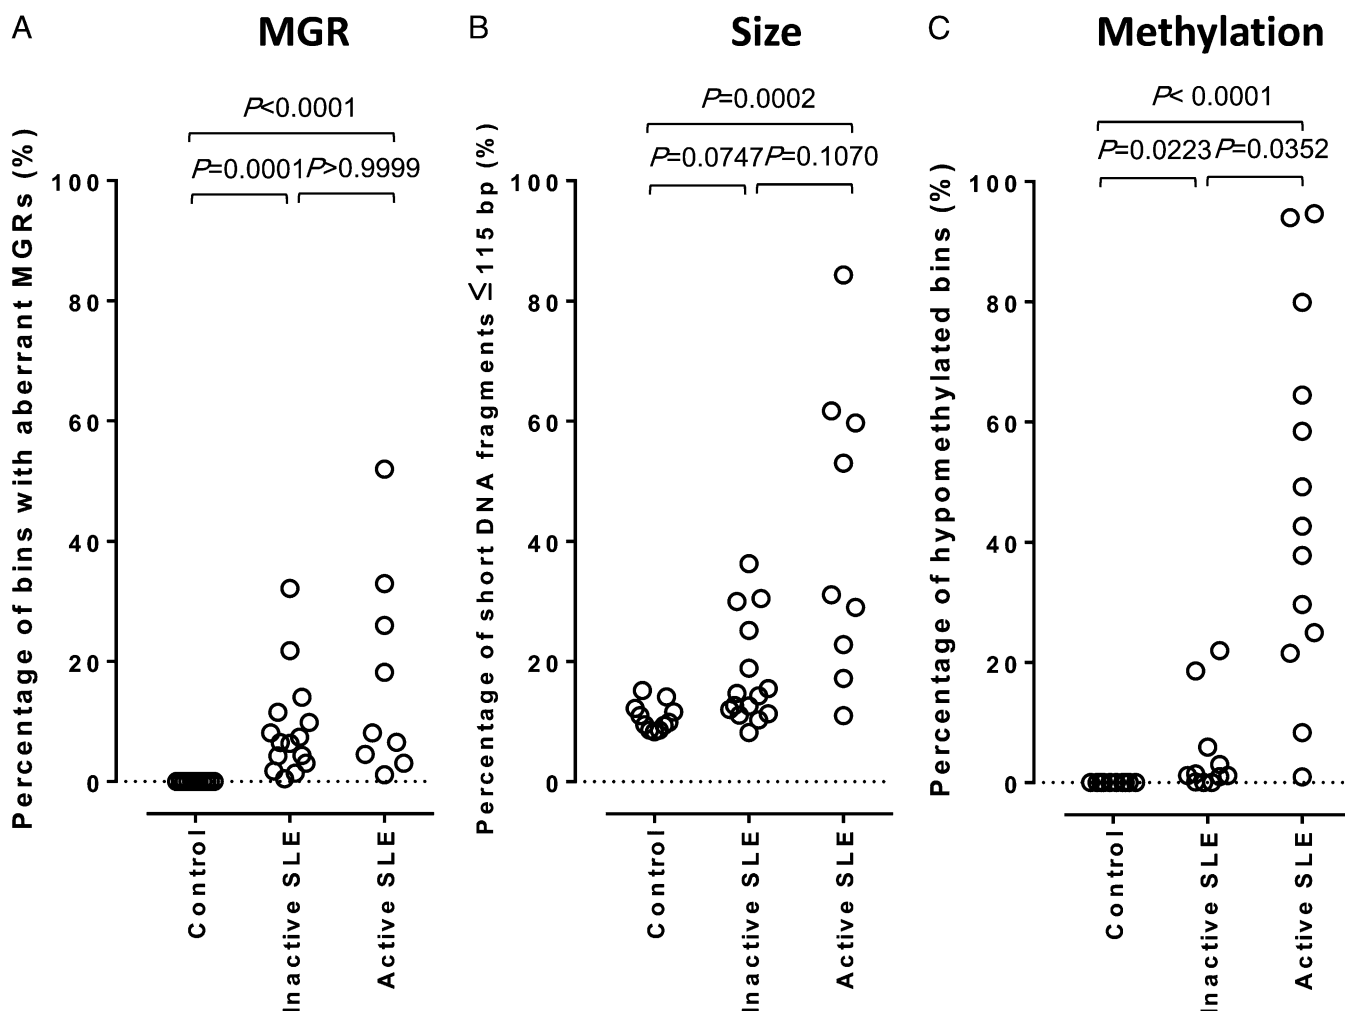 A
MGR
P<0.0001
P=0.0001
P>0.9999
Percentage of bins with aberrant MGRs (%)
100
80
60
40
20
0
Control
Inactive SLE
Active SLE
B
Size
P=0.0002
P=0.0747
P=0.1070
Percentage of short DNA fragments ≤115 bp (%)
100
80
60
40
20
0
Control
Inactive SLE
Active SLE
C
Methylation
P< 0.0001
P=0.0223
P=0.0352
Percentage of hypomethylated bins (%)
100
80
60
40
20
0
Control
Inactive SLE
Active SLE